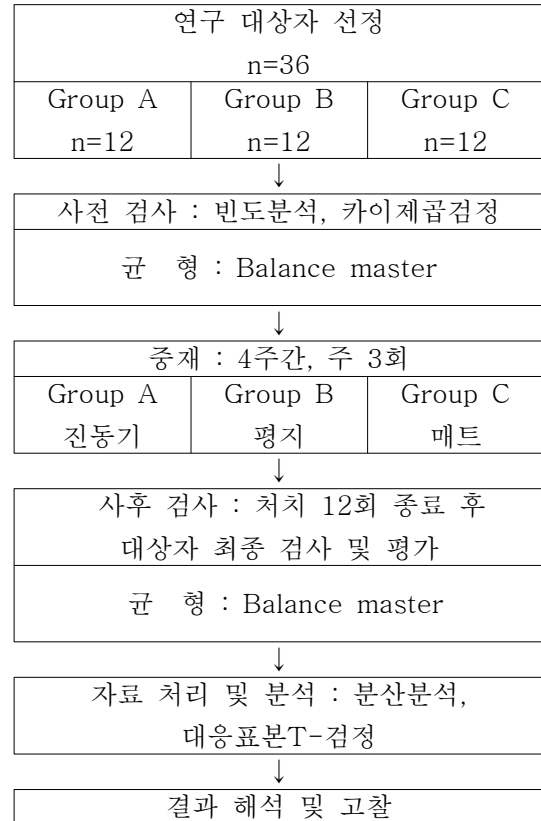 연구 대상자 선정
n=36
Group A Group B Group C
n=12 n=12 n=12
↓
사전 검사 : 빈도분석, 카이제곱검정
균 형 : Balance master
↓
중재 : 4주간, 주 3회
Group A Group B Group C
진동기 평지 매트
↓
사후 검사 : 처치 12회 종료 후
대상자 최종 검사 및 평가
균 형 : Balance master
↓
자료 처리 및 분석 : 분산분석,
대응표본T-검정
↓
결과 해석 및 고찰